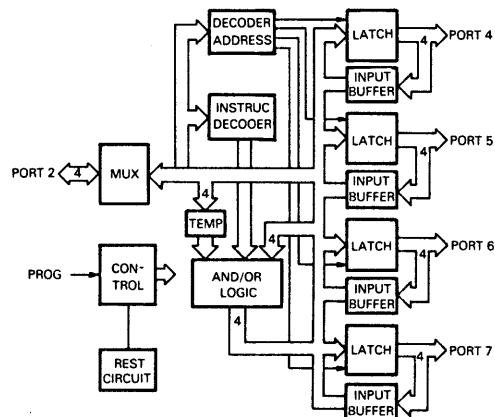 DECODER
ADDRESS
LATCH
4
PORT 4
INPUT
BUFFER
INSTRUC
DECOOER
LATCH
4
PORT 5
INPUT
BUFFER
PORT 2
4
MUX
4
TEMP
4
LATCH
4
PORT 6
INPUT
BUFFER
AND/OR
LOGIC
PROG
CON-
TROL
4
LATCH
4
PORT 7
INPUT
BUFFER
REST
CIRCUIT